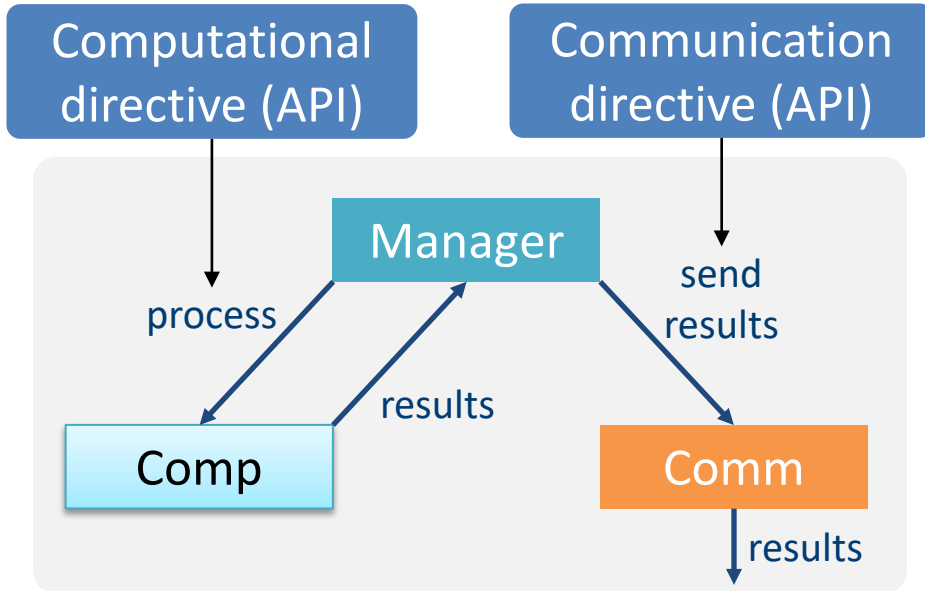 Computational
directive (API)
Communication
directive (API)
Manager
process
send
results
results
Comp
Comm
results